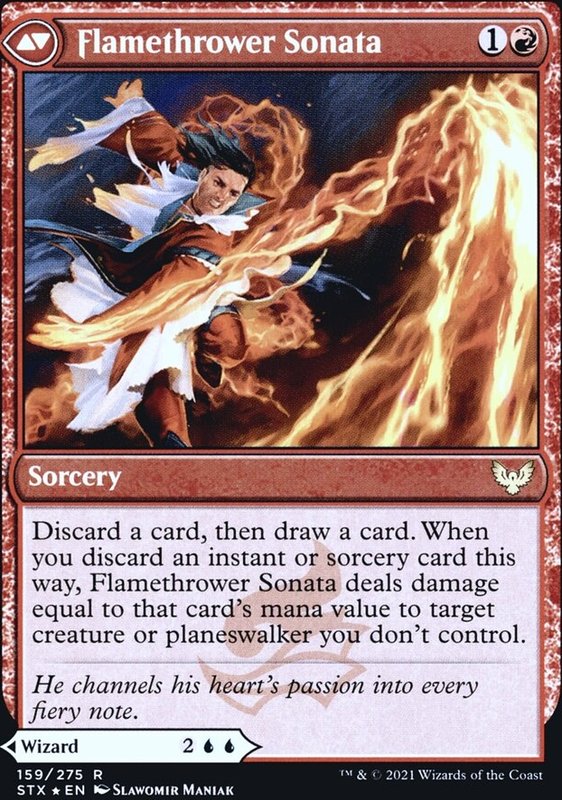 Flamethrower Sonata 1
Sorcery
Discard a card, then draw a card. When
you discard an instant or sorcery card this
way, Flamethrower Sonata deals damage
equal to that card's mana value to target
creature or planeswalker you don't control.
He channels his heart's passion into every
fiery note.
Wizard 2
159/275 R
STX ★ EN Slawomir Maniak
™ & © 2021 Wizards of the Coast